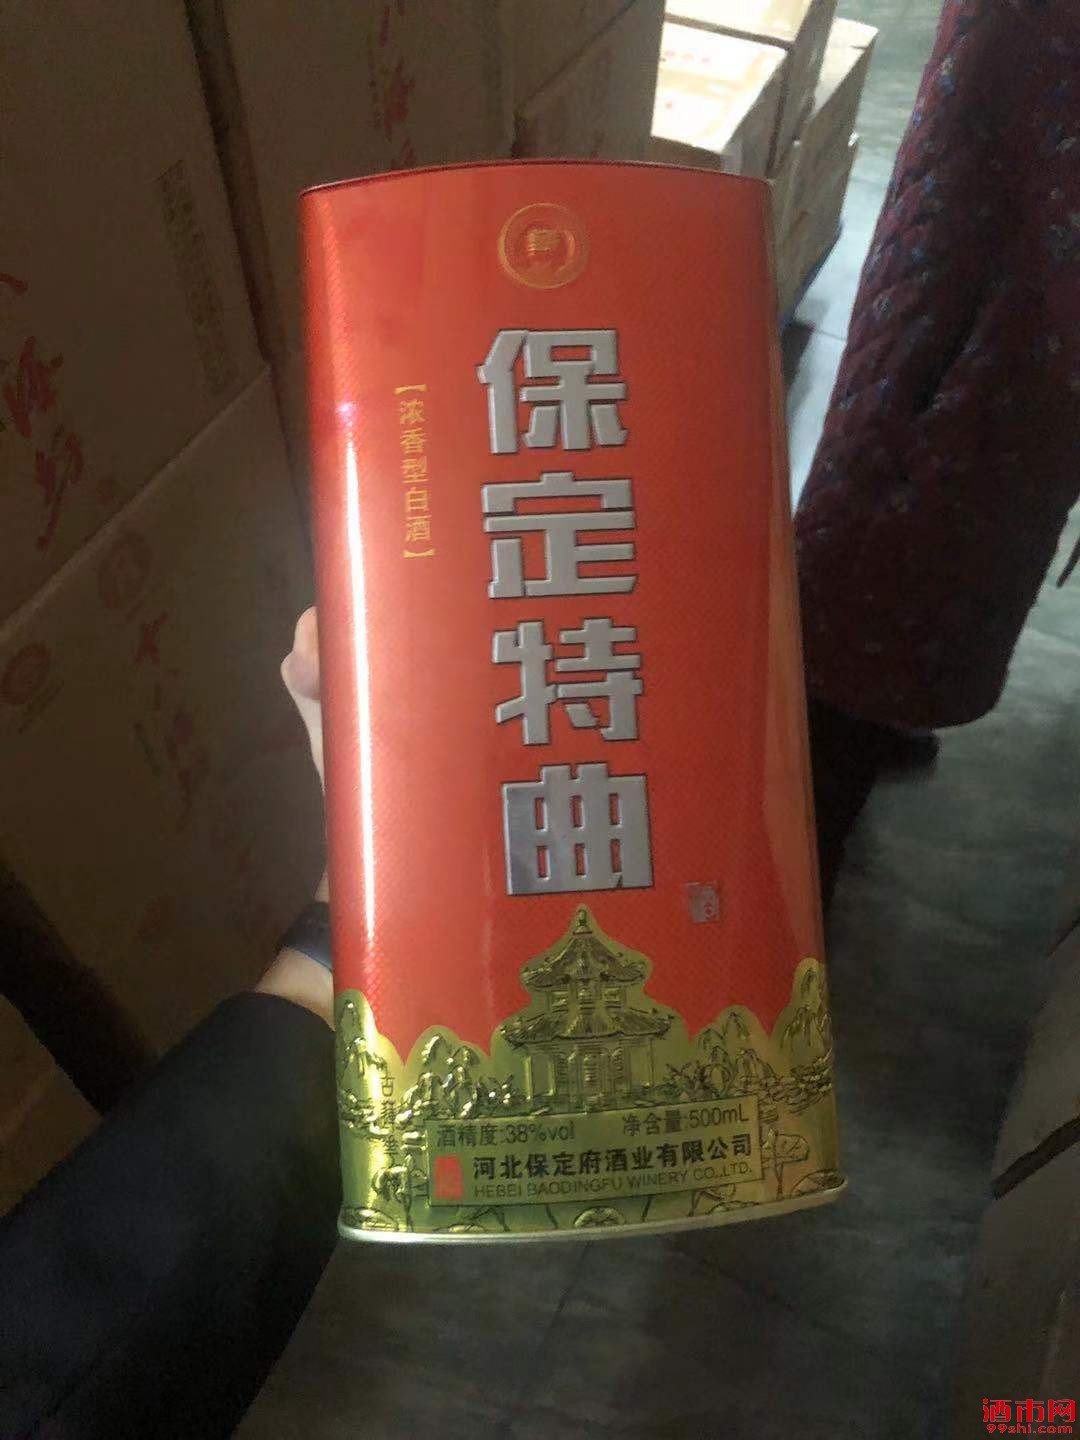 保定特曲
【浓香型白酒】
酒精度:38%vol
净含量:500mL
河北保定府酒业有限公司
HEBEI BAODINGFU WINERY CO.,LTD.
酒市网
99shi.com